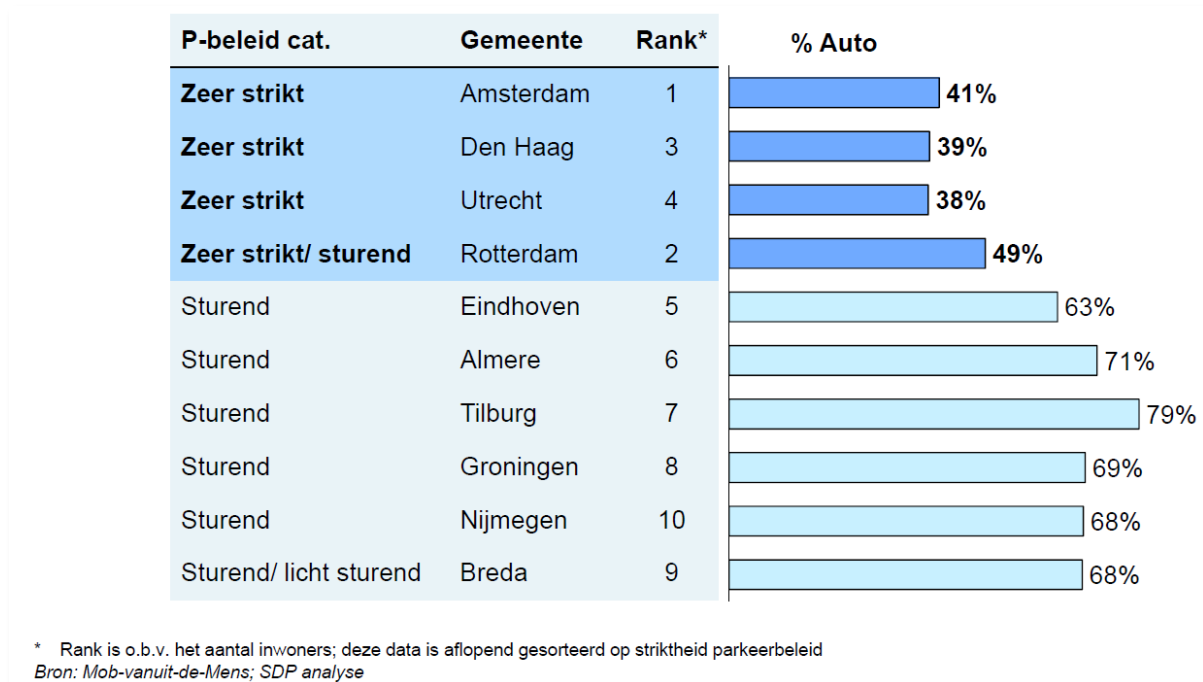 P-beleid cat. Gemeente Rank* % Auto
Zeer strikt Amsterdam 1 41%
Zeer strikt Den Haag 3 39%
Zeer strikt Utrecht 4 38%
Zeer strikt/ sturend Rotterdam 2 49%
Sturend Eindhoven 5 63%
Sturend Almere 6 71%
Sturend Tilburg 7 79%
Sturend Groningen 8 69%
Sturend Nijmegen 10 68%
Sturend/ licht sturend Breda 9 68%
* Rank is o.b.v. het aantal inwoners; deze data is aflopend gesorteerd op striktheid parkeerbeleid
Bron: Mob-vanuit-de-Mens; SDP analyse